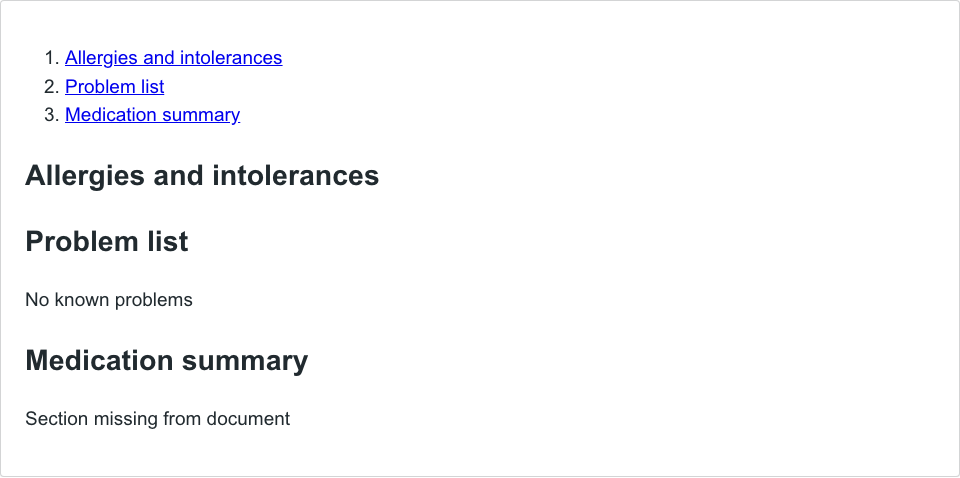 1. Allergies and intolerances
2. Problem list
3. Medication summary
Allergies and intolerances
Problem list
No known problems
Medication summary
Section missing from document